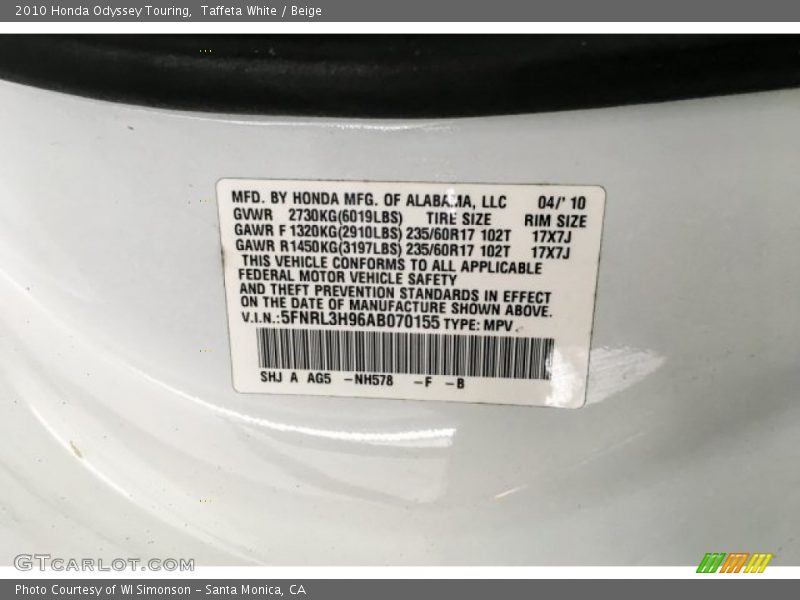 2010 Honda Odyssey Touring, Taffeta White / Beige
MFD. BY HONDA MFG. OF ALABAMA, LLC 04/' 10
GVWR 2730KG(6019LBS) TIRE SIZE RIM SIZE
GAWR F 1320KG(2910LBS) 235/60R17 102T 17X7J
GAWR R1450KG(3197LBS) 235/60R17 102T 17X7J
THIS VEHICLE CONFORMS TO ALL APPLICABLE
FEDERAL MOTOR VEHICLE SAFETY
AND THEFT PREVENTION STANDARDS IN EFFECT
ON THE DATE OF MANUFACTURE SHOWN ABOVE.
V.I.N.:5FNRL3H96AB070155 TYPE: MPV
SHJ A AG5 -NH578 -F -B
GTCARLOT.COM
Photo Courtesy of WI Simonson - Santa Monica, CA